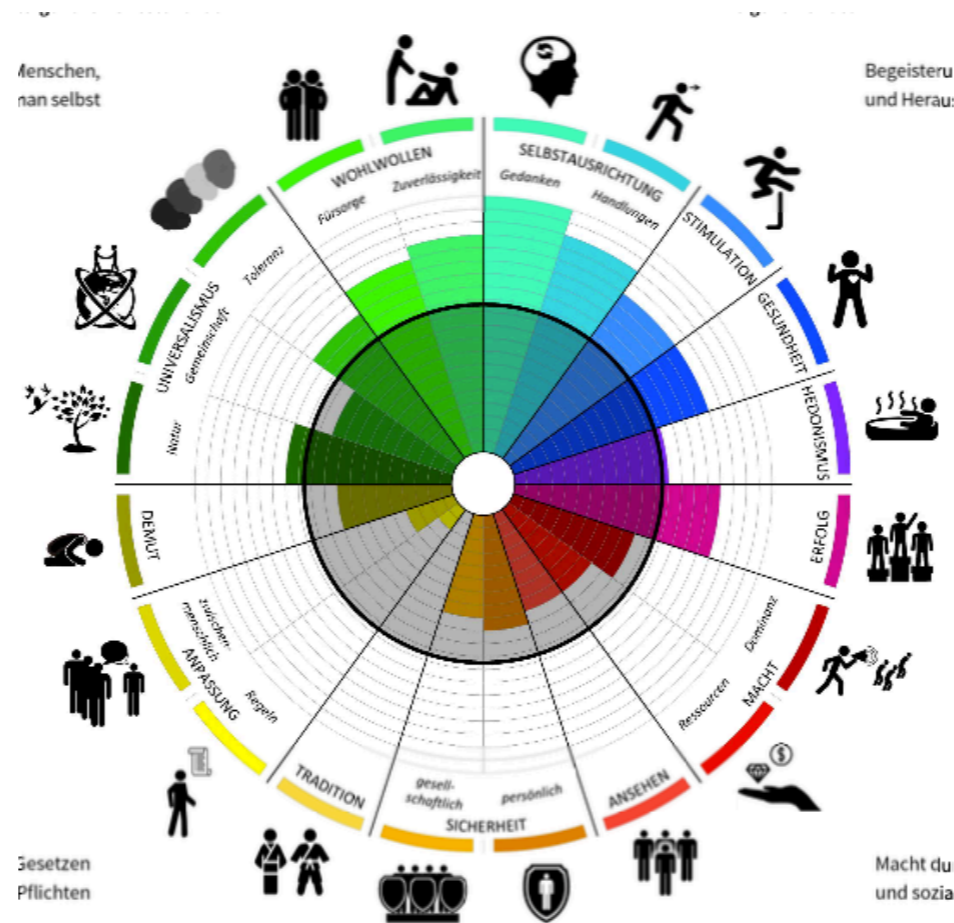 Menschen,
man selbst
Begeisteru
und Heraus
WOHLWOLLEN
Fürsorge
Zuverlässigkeit
SELBSTAUSRICHTUNG
Gedanken
Handlungen
STIMULATION
GESUNDHEIT
HEDONISMUS
ERFOLG
MACHT
Dominanz
Ressourcen
ANSEHEN
SICHERHEIT
persönlich
gesell-
schaftlich
TRADITION
ANPASSUNG
Regeln
zwischen-
menschlich
DEMUT
UNIVERSALISMUS
Natur
Gemeinschaft
Toleranz
$
Gesetzen
Pflichten
Macht du
und sozia